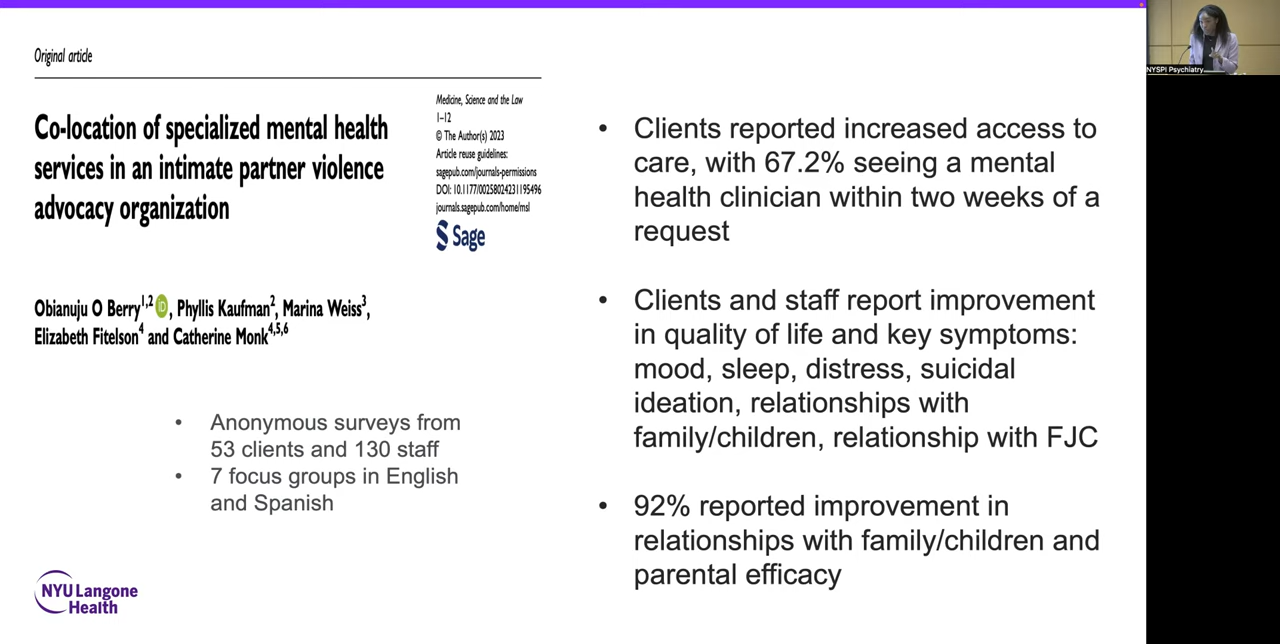 Original article
Co-location of specialized mental health
services in an intimate partner violence
advocacy organization
Medicine, Science and the Law
1–12
© The Author(s) 2023
Article reuse guidelines:
sagepub.com/journals-permissions
DOI: 10.1177/00258024231195496
journals.sagepub.com/home/msl
Sage
Obianuju O Berry1,2 iD, Phyllis Kaufman2, Marina Weiss3,
Elizabeth Fitelson4 and Catherine Monk4,5,6
• Anonymous surveys from
53 clients and 130 staff
• 7 focus groups in English
and Spanish
NYU Langone
Health
• Clients reported increased access to
care, with 67.2% seeing a mental
health clinician within two weeks of a
request
• Clients and staff report improvement
in quality of life and key symptoms:
mood, sleep, distress, suicidal
ideation, relationships with
family/children, relationship with FJC
• 92% reported improvement in
relationships with family/children and
parental efficacy
NYSPI Psychiatry